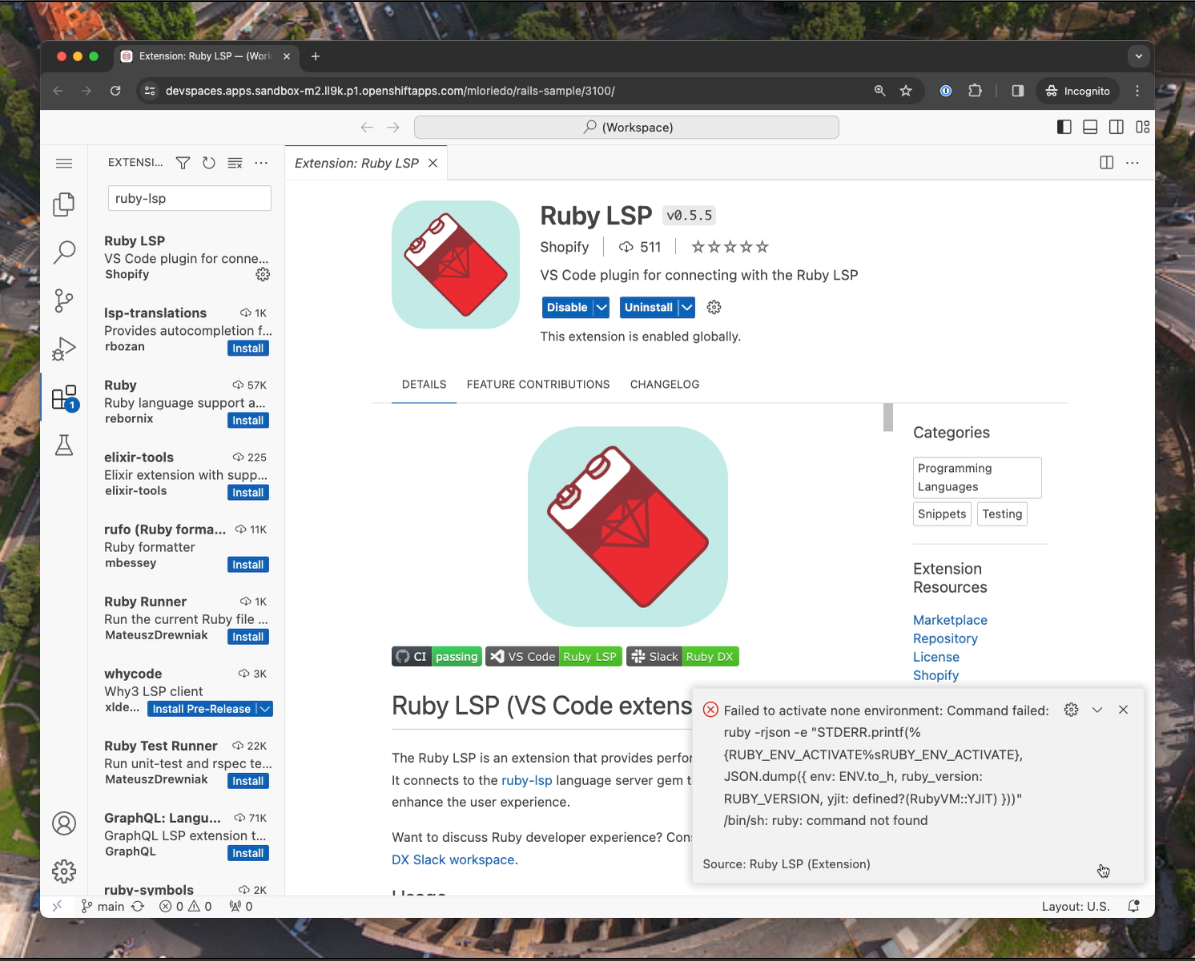 Extension: Ruby LSP — (Work
devspaces.apps.sandbox-m2.ll9k.p1.openshiftapps.com/mloriedo/rails-sample/3100/
Incognito
(Workspace)
EXTENSI...
Extension: Ruby LSP
ruby-lsp
Ruby LSP
VS Code plugin for conne...
Shopify
lsp-translations 1K
Provides autocompletion f...
rbozan Install
Ruby 57K
Ruby language support a...
rebornix Install
elixir-tools 225
Elixir extension with supp...
elixir-tools Install
rufo (Ruby forma... 11K
Ruby formatter
mbessey Install
Ruby Runner 1K
Run the current Ruby file ...
MateuszDrewniak Install
whycode 3K
Why3 LSP client
xlde... Install Pre-Release
Ruby Test Runner 22K
Run unit-test and rspec te...
MateuszDrewniak Install
GraphQL: Langu... 71K
GraphQL LSP extension t...
GraphQL Install
ruby-symbols 2K
1
Ruby LSP v0.5.5
Shopify 511
VS Code plugin for connecting with the Ruby LSP
Disable Uninstall
This extension is enabled globally.
DETAILS FEATURE CONTRIBUTIONS CHANGELOG
CI passing VS Code Ruby LSP Slack Ruby DX
Ruby LSP (VS Code extens
The Ruby LSP is an extension that provides perfor
It connects to the ruby-lsp language server gem t
enhance the user experience.
Want to discuss Ruby developer experience? Con
DX Slack workspace.
Usage
Categories
Programming
Languages
Snippets Testing
Extension
Resources
Marketplace
Repository
License
Shopify
Failed to activate none environment: Command failed:
ruby -rjson -e "STDERR.printf(%
{RUBY_ENV_ACTIVATE%sRUBY_ENV_ACTIVATE},
JSON.dump({ env: ENV.to_h, ruby_version:
RUBY_VERSION, yjit: defined?(RubyVM::YJIT) }))"
/bin/sh: ruby: command not found
Source: Ruby LSP (Extension)
main 0 0 0
Layout: U.S.